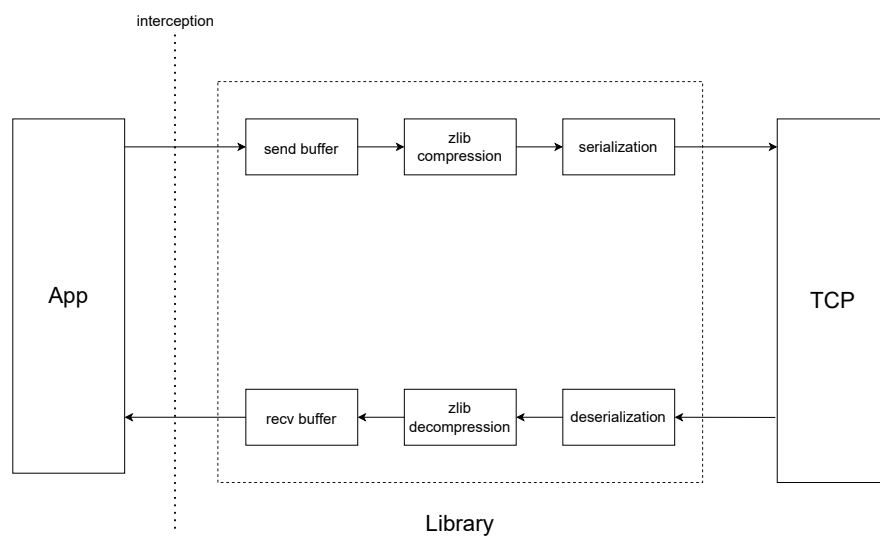 interception
send buffer
zlib
compression
serialization
App
TCP
recv buffer
zlib
decompression
deserialization
Library